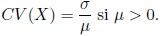 CV(X) = σ/μ si μ > 0.